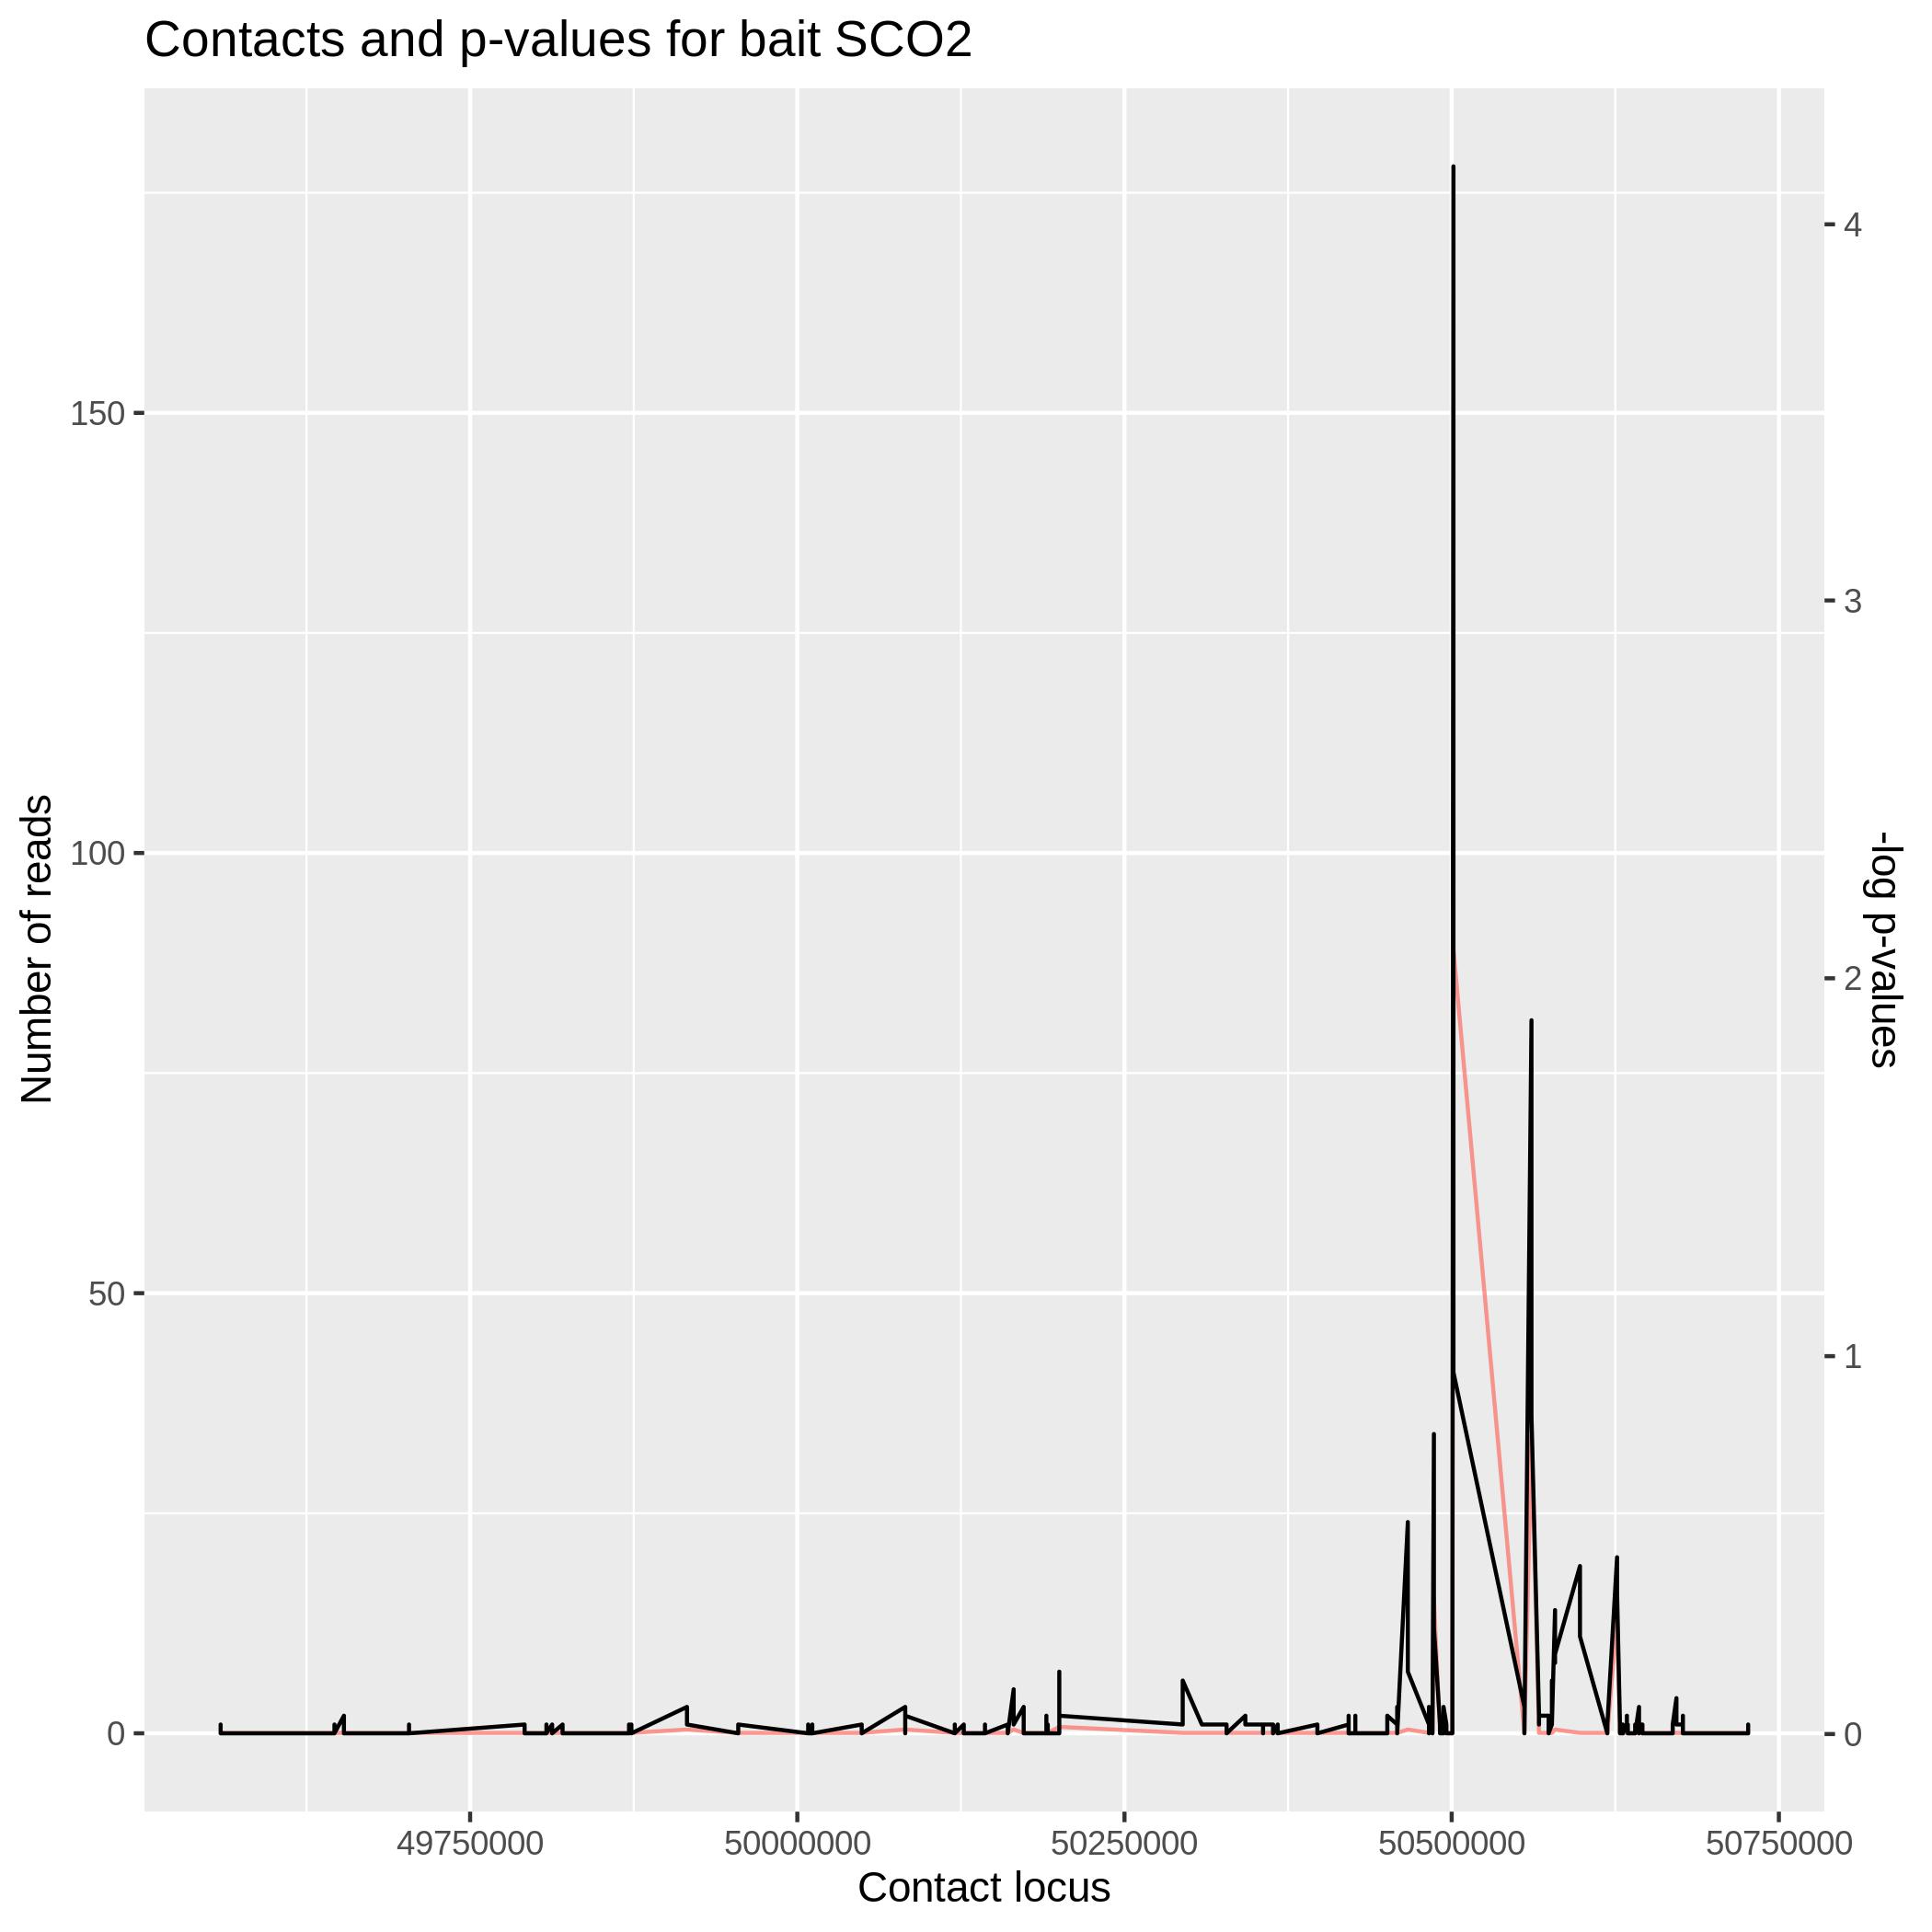 Contacts and p-values for bait SCO2
Number of reads
150
100
50
0
4
3
2
1
0
-log p-values
49750000 50000000 50250000 50500000 50750000
Contact locus